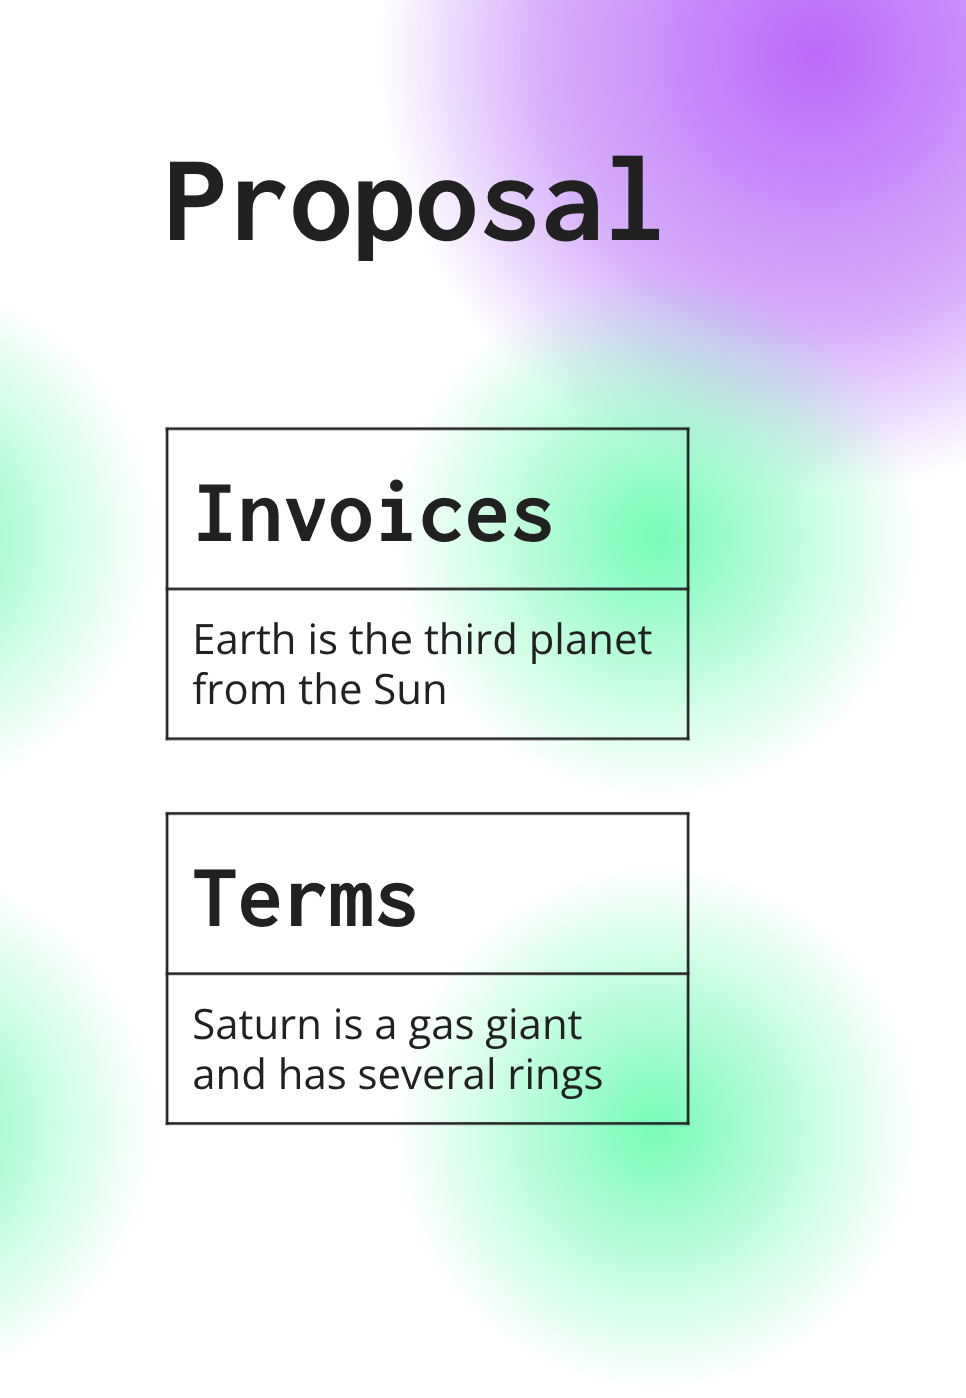 Proposal
Invoices
Earth is the third planet
from the Sun
Terms
Saturn is a gas giant
and has several rings